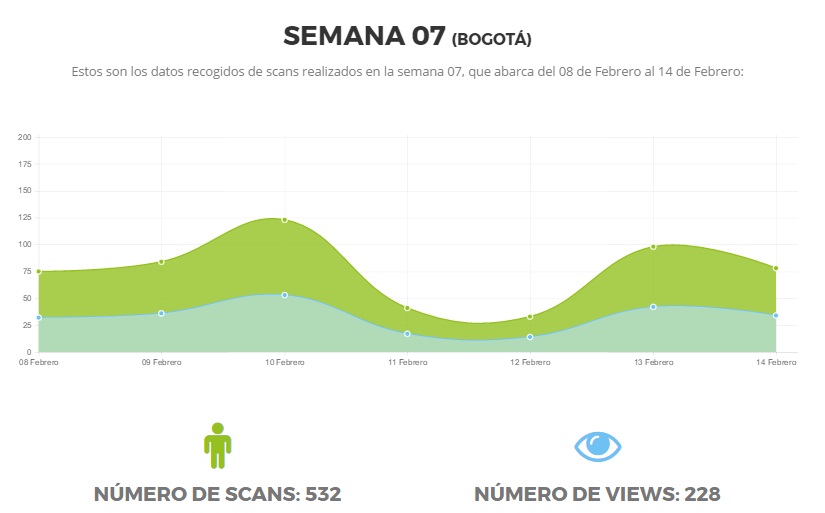 SEMANA 07 (BOGOTÁ)
Estos son los datos recogidos de scans realizados en la semana 07, que abarca del 08 de Febrero al 14 de Febrero:
200
175
150
125
100
75
50
25
0
08 Febrero 09 Febrero 10 Febrero 11 Febrero 12 Febrero 13 Febrero 14 Febrero
NÚMERO DE SCANS: 532 NÚMERO DE VIEWS: 228